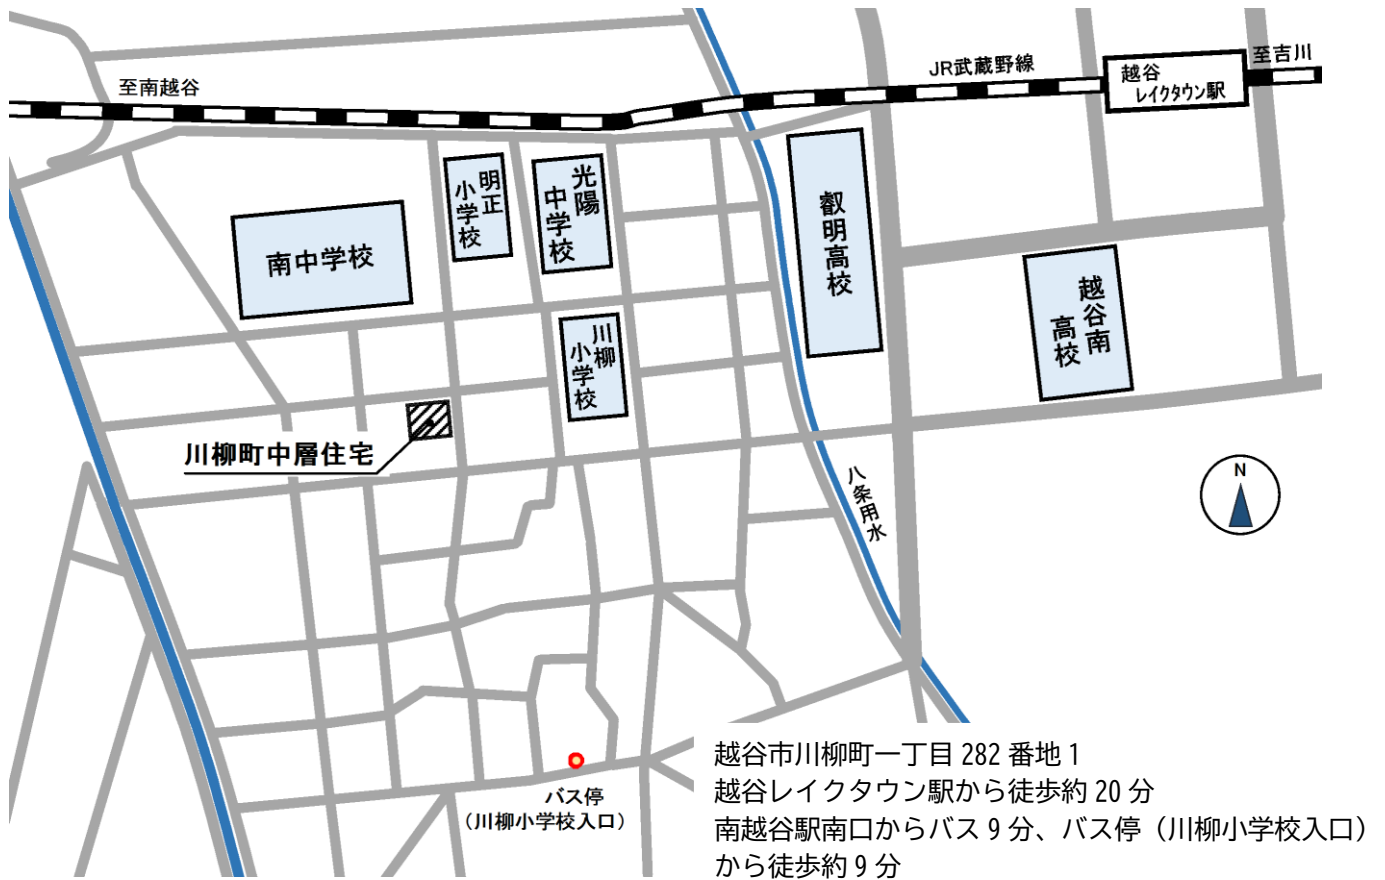 至南越谷
JR武蔵野線
越谷
レイクタウン駅
至吉川
明正
小学校
光陽
中学校
南中学校
叡明高校
越谷南
高校
川柳
小学校
川柳町中層住宅
八条用水
N
バス停
（川柳小学校入口）
越谷市川柳町一丁目 282 番地 1
越谷レイクタウン駅から徒歩約 20 分
南越谷駅南口からバス 9 分、バス停（川柳小学校入口）
から徒歩約 9 分